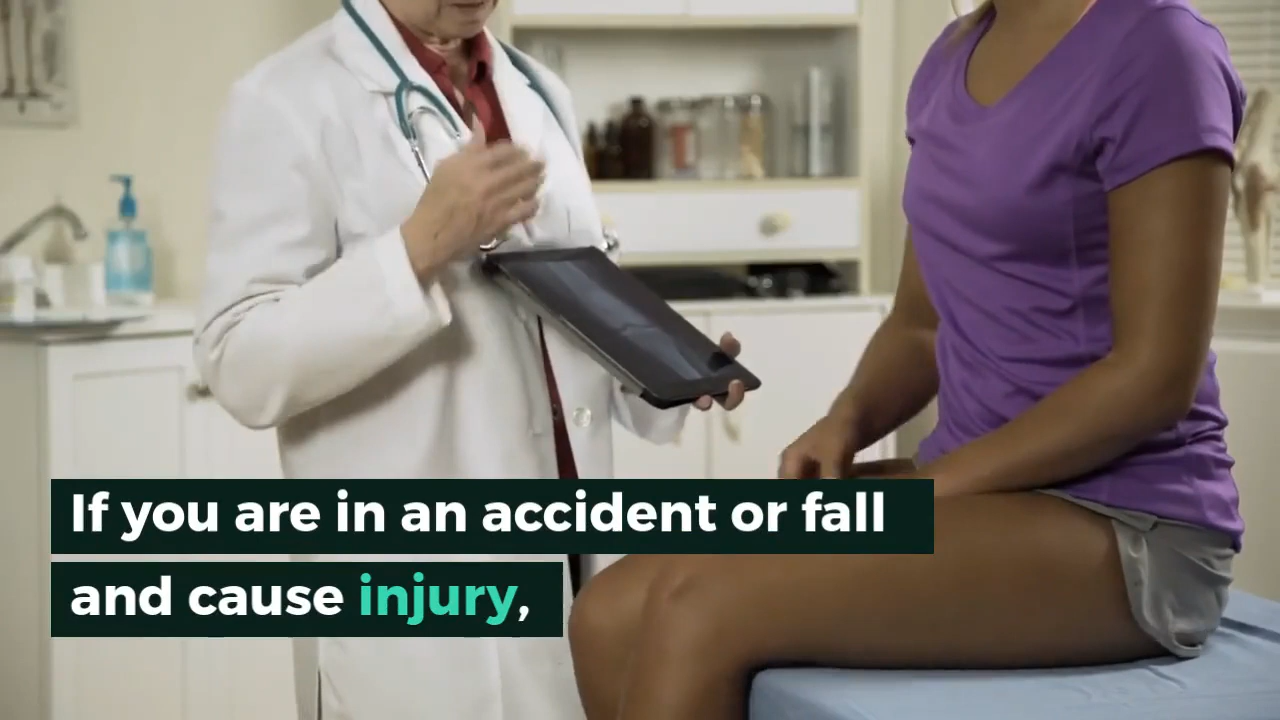 If you are in an accident or fall
and cause injury,